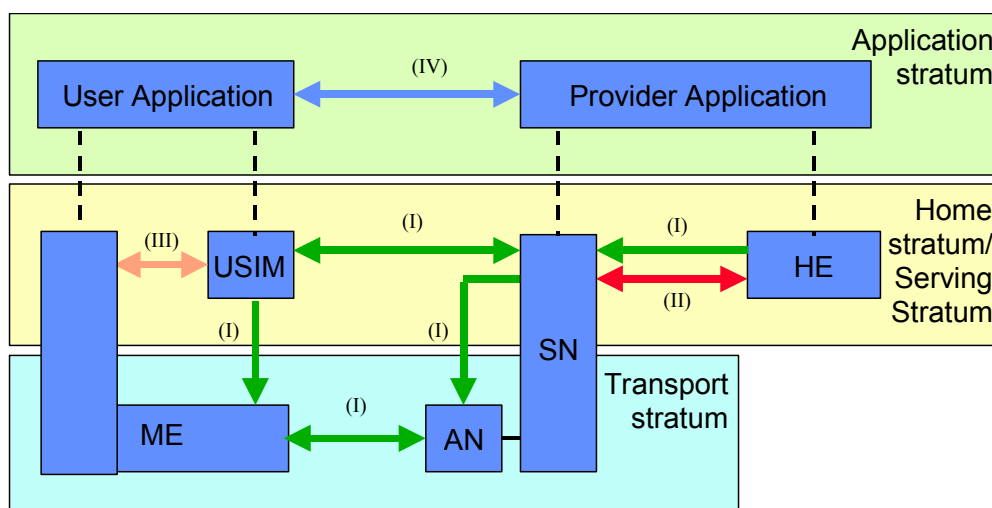 Application
stratum
(IV)
User Application
Provider Application
Home
stratum/
Serving
Stratum
(III)
USIM
(I)
(I)
HE
(II)
(I)
(I)
SN
Transport
stratum
ME
(I)
AN